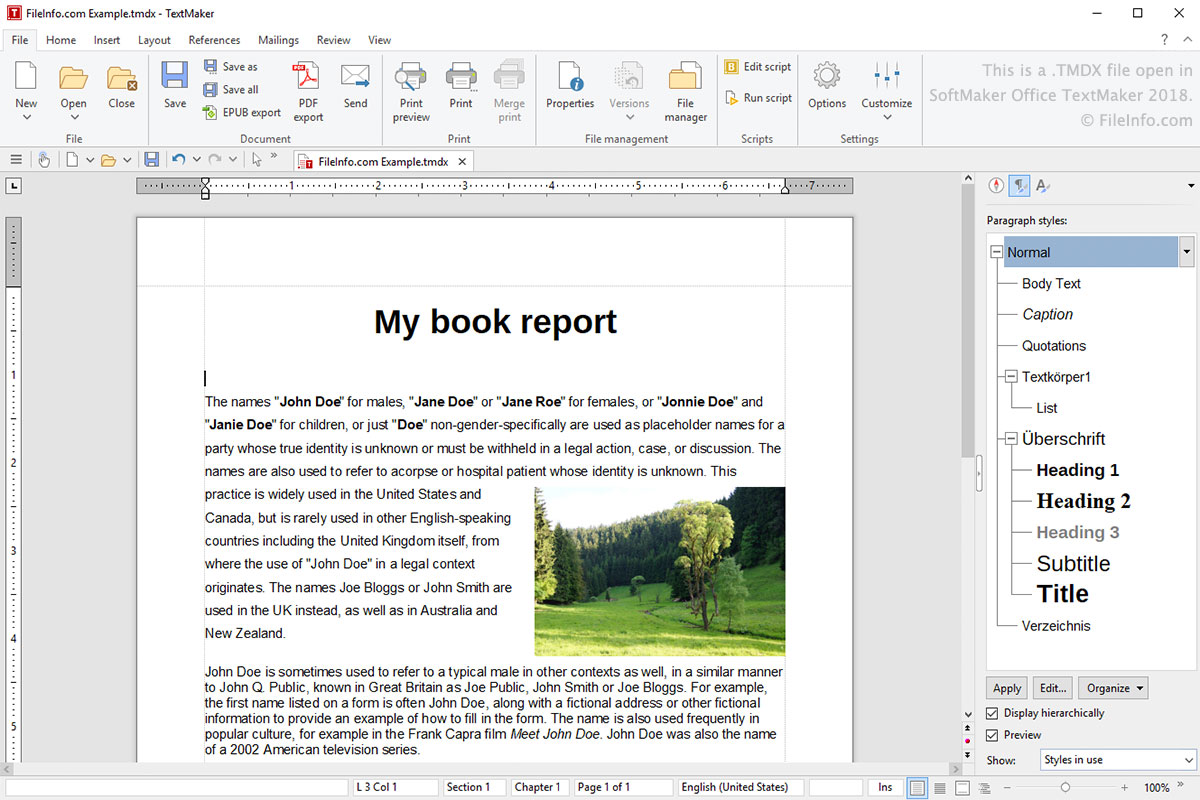 FileInfo.com Example.tmdx - TextMaker
File Home Insert Layout References Mailings Review View
?
New
Open
Close
File
Save
Save as
Save all
EPUB export
PDF
export
Send
Document
Print
preview
Print
Merge
print
Print
Properties
Versions
File
manager
File management
Edit script
Run script
Scripts
Options
Customize
Settings
This is a .TMDX file open in
SoftMaker Office TextMaker 2018.
© FileInfo.com
FileInfo.com Example.tmdx
1 2 3 4 5 6 7
1
2
3
4
5
My book report
The names "John Doe" for males, "Jane Doe" or "Jane Roe" for females, or "Jonnie Doe" and
"Janie Doe" for children, or just "Doe" non-gender-specifically are used as placeholder names for a
party whose true identity is unknown or must be withheld in a legal action, case, or discussion. The
names are also used to refer to acorpse or hospital patient whose identity is unknown. This
practice is widely used in the United States and
Canada, but is rarely used in other English-speaking
countries including the United Kingdom itself, from
where the use of "John Doe" in a legal context
originates. The names Joe Bloggs or John Smith are
used in the UK instead, as well as in Australia and
New Zealand.
John Doe is sometimes used to refer to a typical male in other contexts as well, in a similar manner
to John Q. Public, known in Great Britain as Joe Public, John Smith or Joe Bloggs. For example,
the first name listed on a form is often John Doe, along with a fictional address or other fictional
information to provide an example of how to fill in the form. The name is also used frequently in
popular culture, for example in the Frank Capra film Meet John Doe. John Doe was also the name
of a 2002 American television series.
Paragraph styles:
Normal
Body Text
Caption
Quotations
Textkörper1
List
Überschrift
Heading 1
Heading 2
Heading 3
Subtitle
Title
Verzeichnis
Apply Edit... Organize
Display hierarchically
Preview
Show: Styles in use
L 3 Col 1 Section 1 Chapter 1 Page 1 of 1 English (United States) Ins 100%